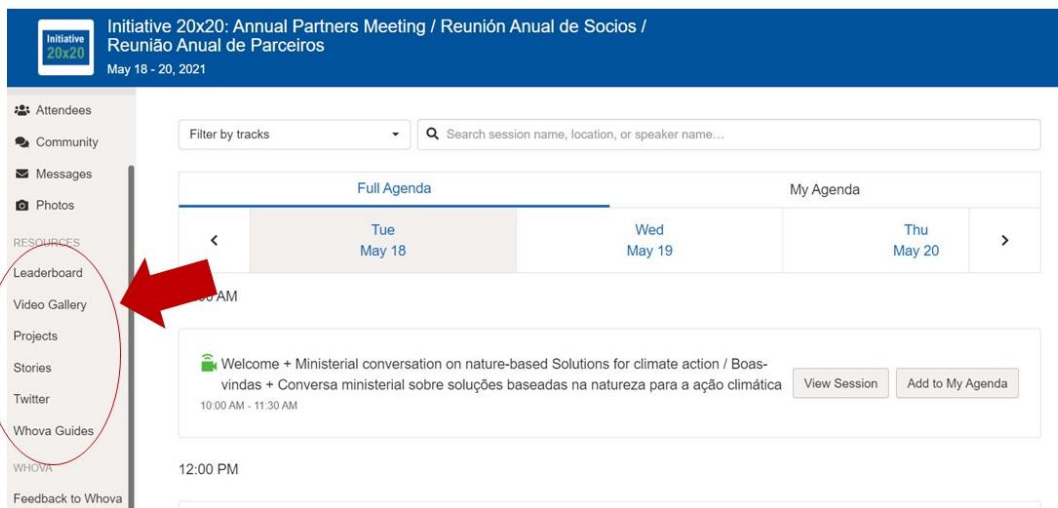 Initiative
20x20
Initiative 20x20: Annual Partners Meeting / Reunión Anual de Socios /
Reunião Anual de Parceiros
May 18 - 20, 2021
Attendees
Community
Messages
Photos
RESOURCES
Leaderboard
Video Gallery
Projects
Stories
Twitter
Whova Guides
WHOVA
Feedback to Whova
Filter by tracks
Search session name, location, or speaker name...
Full Agenda
My Agenda
Tue
May 18
Wed
May 19
Thu
May 20
AM
Welcome + Ministerial conversation on nature-based Solutions for climate action / Boas-
vindas + Conversa ministerial sobre soluções baseadas na natureza para a ação climática
10:00 AM - 11:30 AM
View Session
Add to My Agenda
12:00 PM